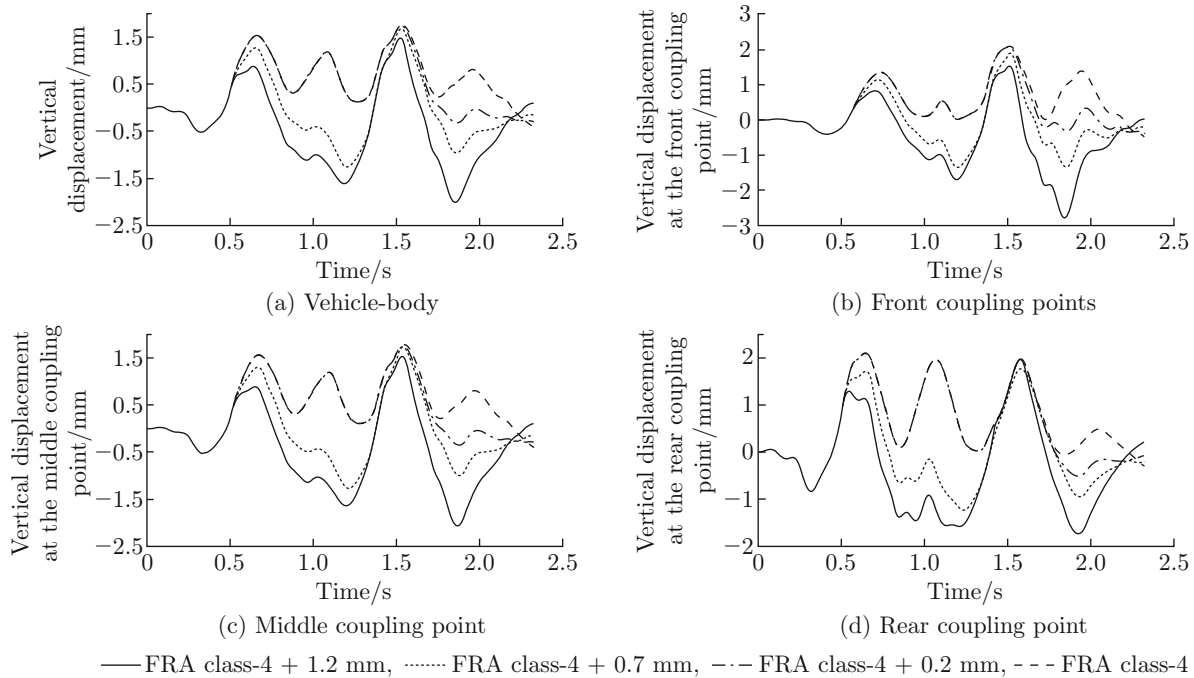 Vertical
displacement/mm
1.5
0.5
−0.5
−1.5
−2.5
0 0.5 1.0 1.5 2.0 2.5
Time/s
(a) Vehicle-body
Vertical displacement
at the front coupling
point/mm
3
2
1
0
−1
−2
−3
0 0.5 1.0 1.5 2.0 2.5
Time/s
(b) Front coupling points
Vertical displacement
at the middle coupling
point/mm
1.5
0.5
−0.5
−1.5
−2.5
0 0.5 1.0 1.5 2.0 2.5
Time/s
(c) Middle coupling point
Vertical displacement
at the rear coupling
point/mm
2
1
0
−1
−2
0 0.5 1.0 1.5 2.0 2.5
Time/s
(d) Rear coupling point
FRA class-4 + 1.2 mm, FRA class-4 + 0.7 mm, FRA class-4 + 0.2 mm, FRA class-4